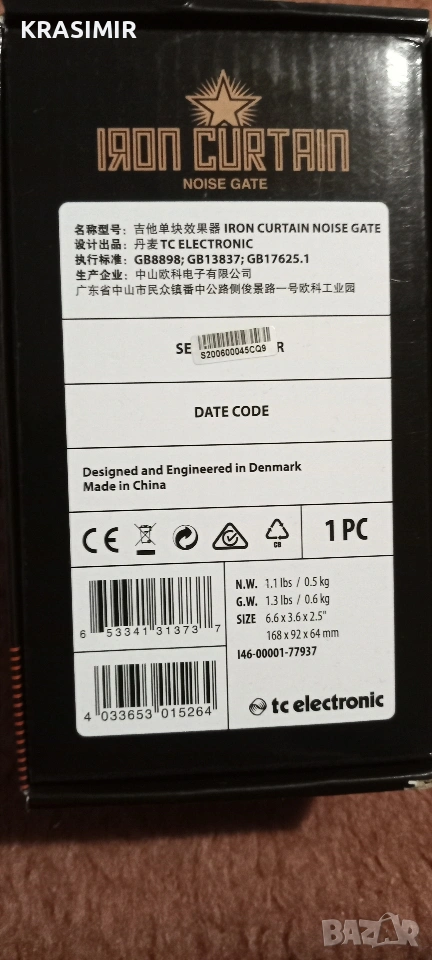 KRASIMIR
IRON CURTAIN
NOISE GATE
名称型号：吉他单块效果器 IRON CURTAIN NOISE GATE
设计出品：丹麦 TC ELECTRONIC
执行标准：GB8898; GB13837; GB17625.1
生产企业：中山欧科电子有限公司
广东省中山市民众镇番中公路侧俊景路一号欧科工业园
SE R
S200600045CQ9
DATE CODE
Designed and Engineered in Denmark
Made in China
CE
CB
1 PC
6 53341 31373 7
4 033653 015264
N.W. 1.1 lbs / 0.5 kg
G.W. 1.3 lbs / 0.6 kg
SIZE 6.6 x 3.6 x 2.5"
168 x 92 x 64 mm
I46-00001-77937
tc electronic
BAZAR